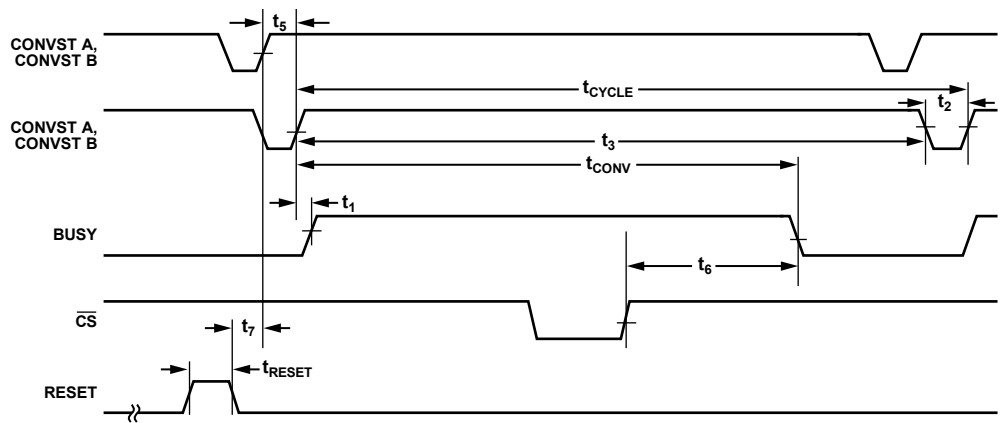 t5
CONVST A,
CONVST B
tCYCLE
t2
CONVST A,
CONVST B
t3
tCONV
t1
BUSY
t6
CS
t7
tRESET
RESET